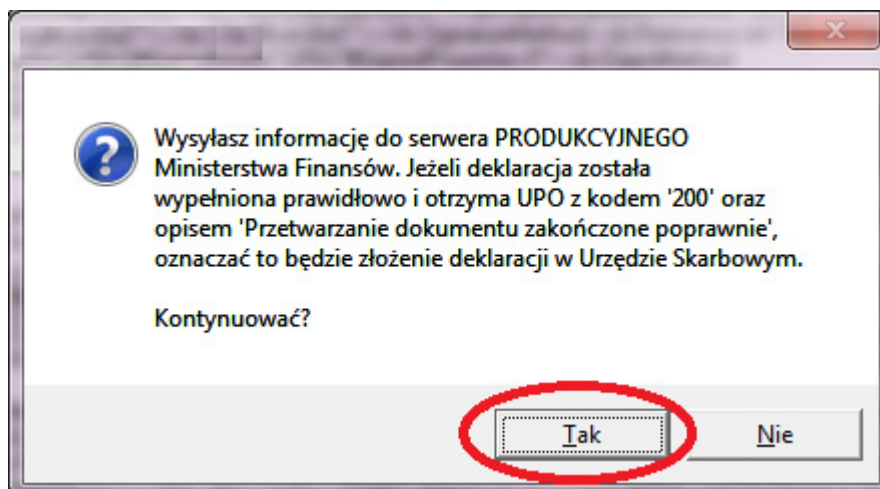 Wysyłasz informację do serwera PRODUKCYJNEGO
Ministerstwa Finansów. Jeżeli deklaracja została
wypełniona prawidłowo i otrzyma UPO z kodem '200' oraz
opisem 'Przetwarzanie dokumentu zakończone poprawnie',
oznaczać to będzie złożenie deklaracji w Urzędzie Skarbowym.
Kontynuować?
Tak Nie